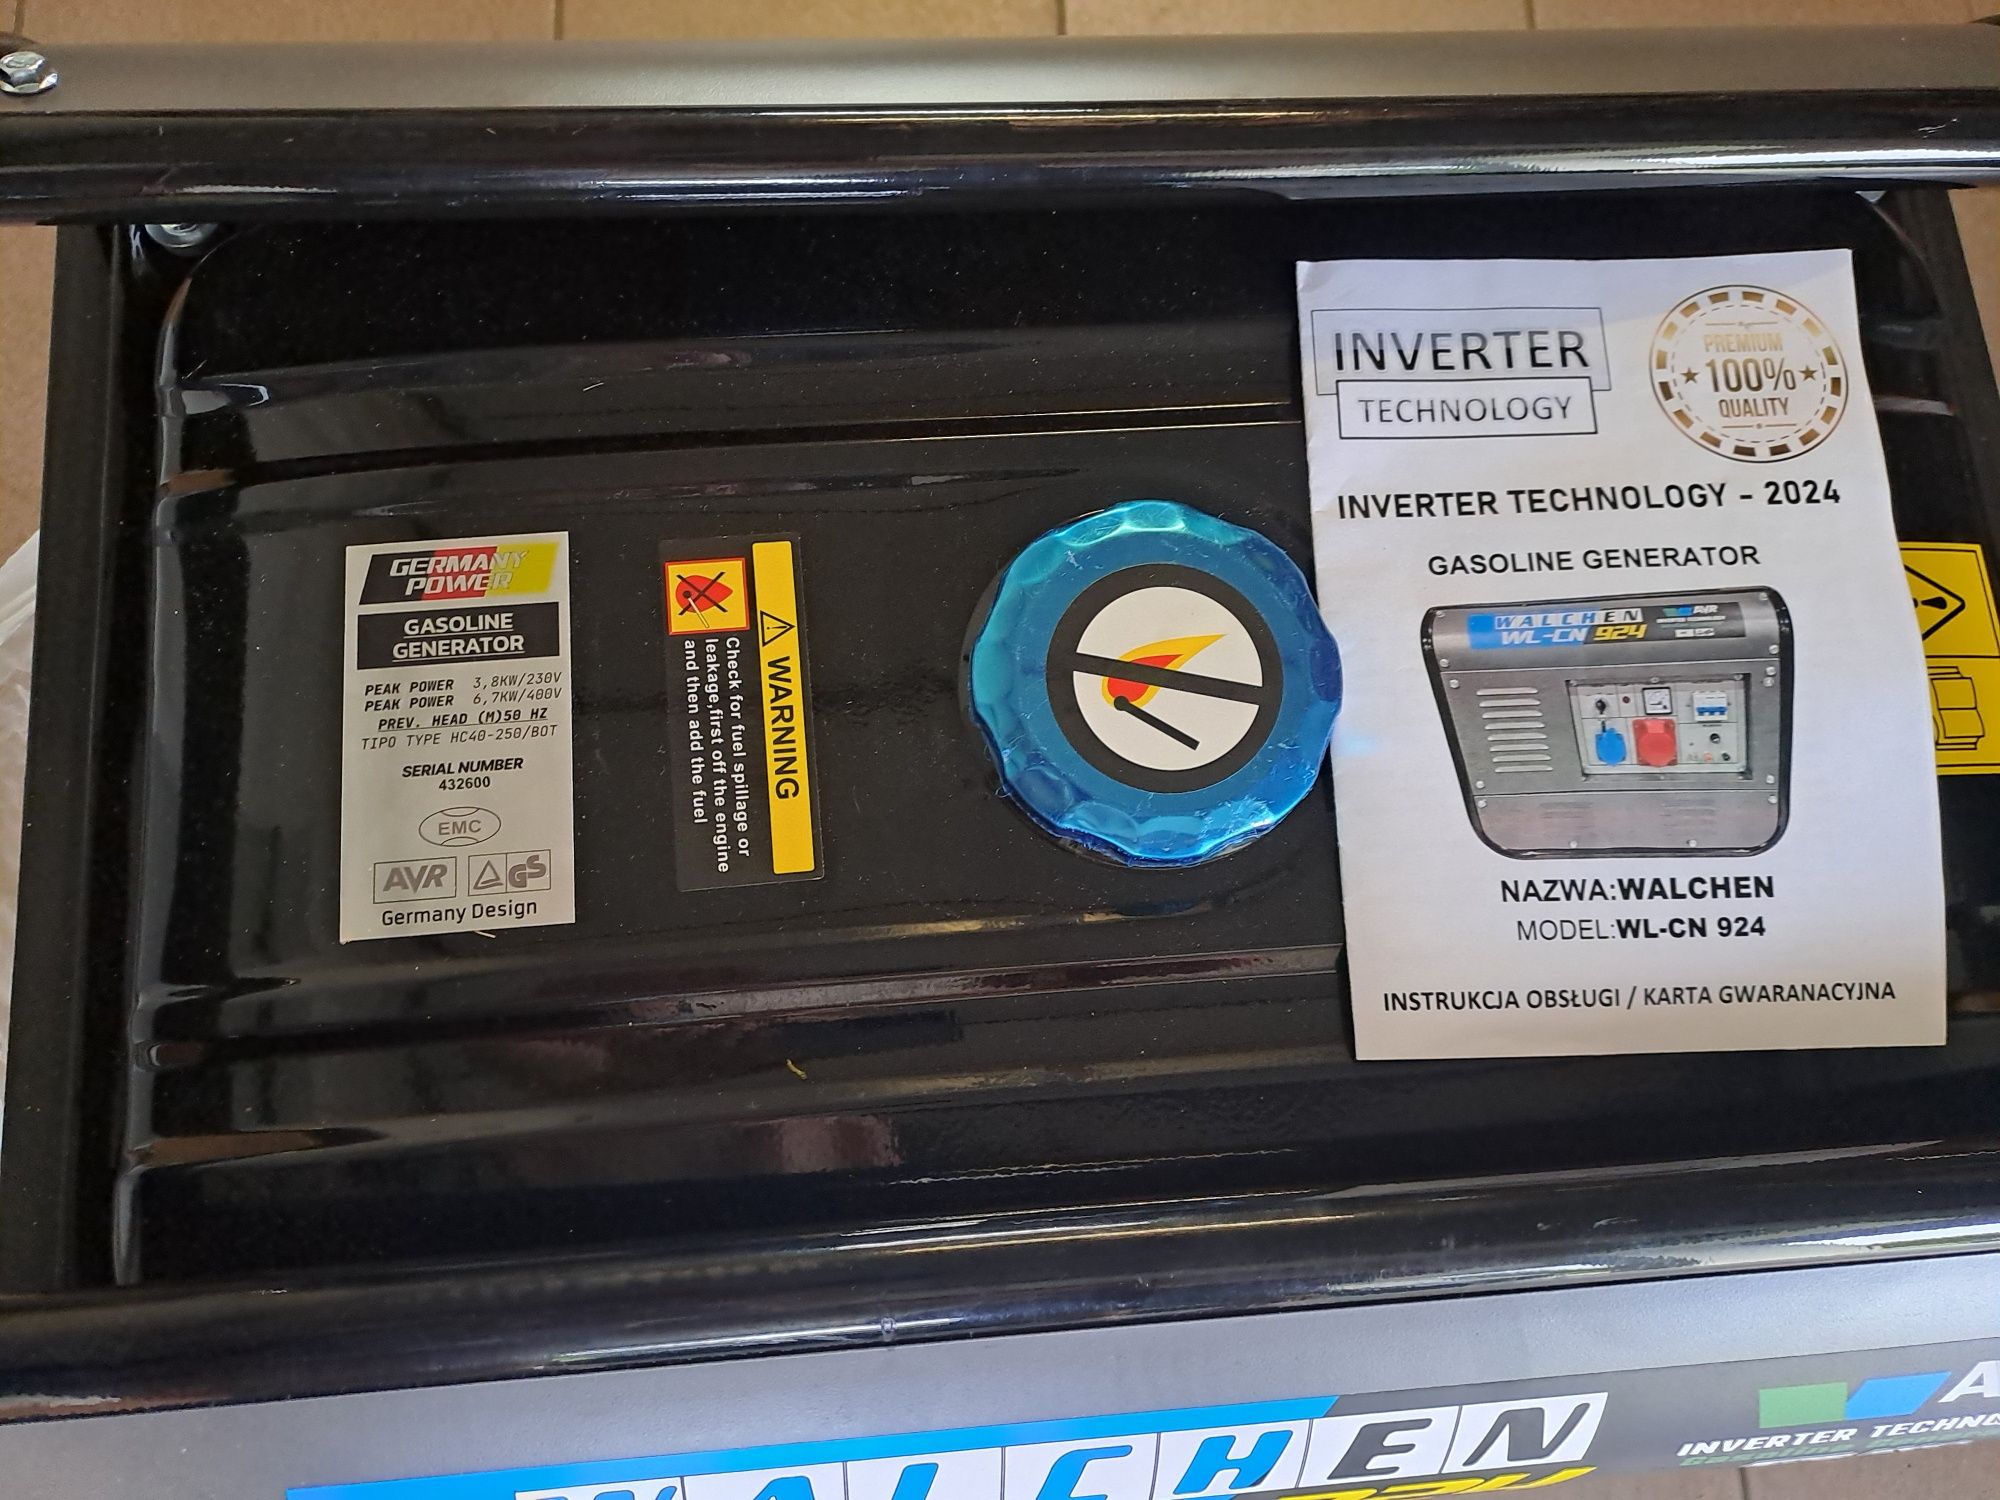 GERMANY
POWER
GASOLINE
GENERATOR
PEAK POWER 3,8KW/230V
PEAK POWER 6,7KW/400V
PREV. HEAD (M)50 HZ
TIPO TYPE HC40-250/BOT
SERIAL NUMBER
432600
EMC
AVR GS
Germany Design
WARNING
Check for fuel spillage or
leakage,first off the engine
and then add the fuel
INVERTER
TECHNOLOGY
PREMIUM
100%
QUALITY
INVERTER TECHNOLOGY - 2024
GASOLINE GENERATOR
WALCHEN
WL-CN 924
AVR
NAZWA:WALCHEN
MODEL:WL-CN 924
INSTRUKCJA OBSŁUGI / KARTA GWARANACYJNA
WALCHEN
924
INVERTER